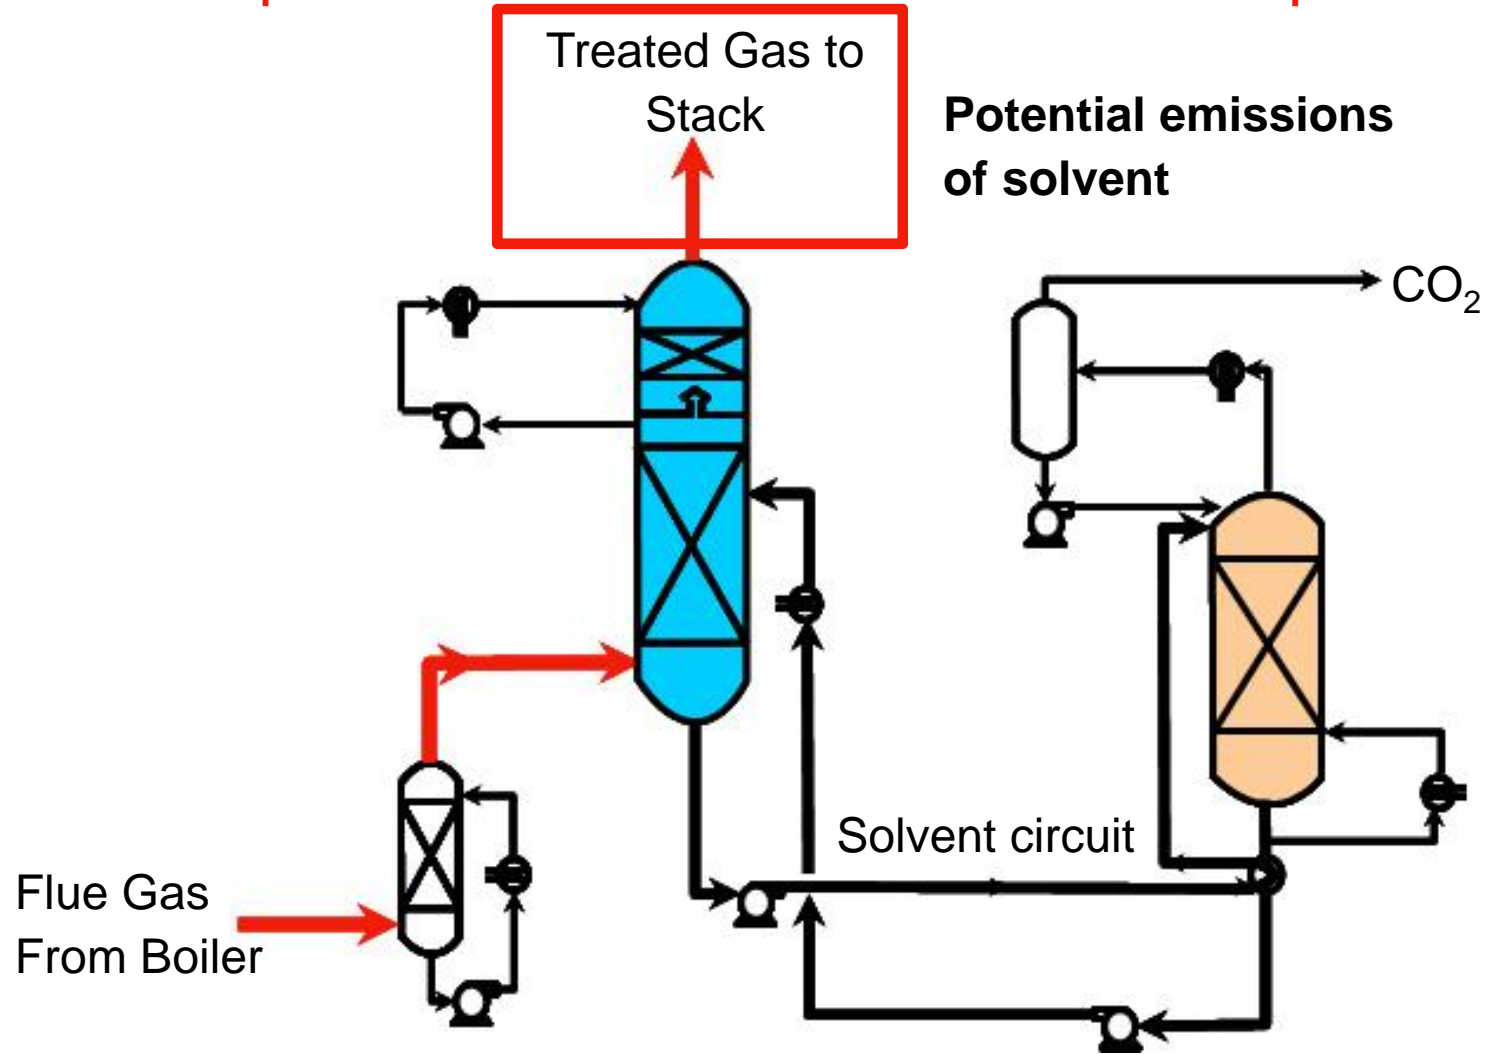 Treated Gas to
Stack
Potential emissions
of solvent
CO₂
Solvent circuit
Flue Gas
From Boiler